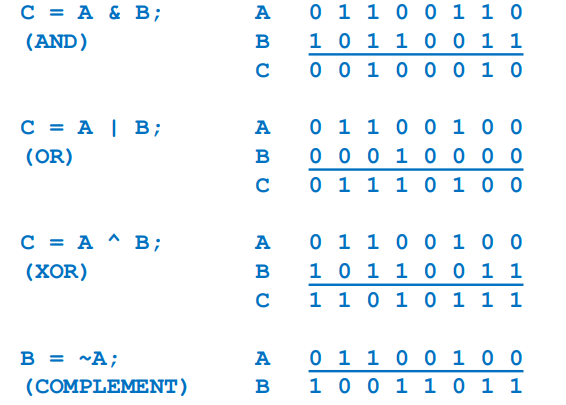 C = A & B; A 0 1 1 0 0 1 1 0
(AND) B 1 0 1 1 0 0 1 1
C 0 0 1 0 0 0 1 0
C = A | B; A 0 1 1 0 0 1 0 0
(OR) B 0 0 0 1 0 0 0 0
C 0 1 1 1 0 1 0 0
C = A ^ B; A 0 1 1 0 0 1 0 0
(XOR) B 1 0 1 1 0 0 1 1
C 1 1 0 1 0 1 1 1
B = ~A; A 0 1 1 0 0 1 0 0
(COMPLEMENT) B 1 0 0 1 1 0 1 1